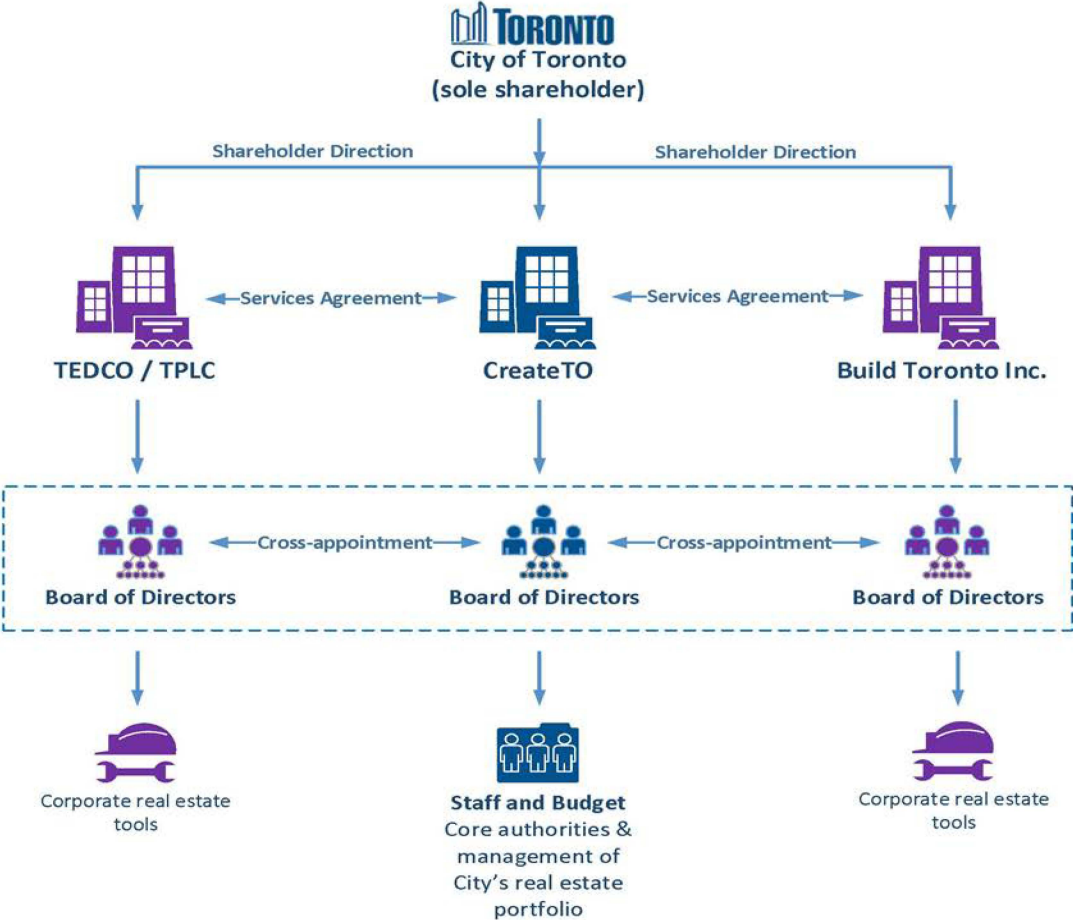 TORONTO
City of Toronto
(sole shareholder)
Shareholder Direction
Shareholder Direction
Services Agreement
Services Agreement
TEDCO / TPLC
CreateTO
Build Toronto Inc.
Cross-appointment
Cross-appointment
Board of Directors
Board of Directors
Board of Directors
Corporate real estate
tools
Staff and Budget
Core authorities &
management of
City’s real estate
portfolio
Corporate real estate
tools